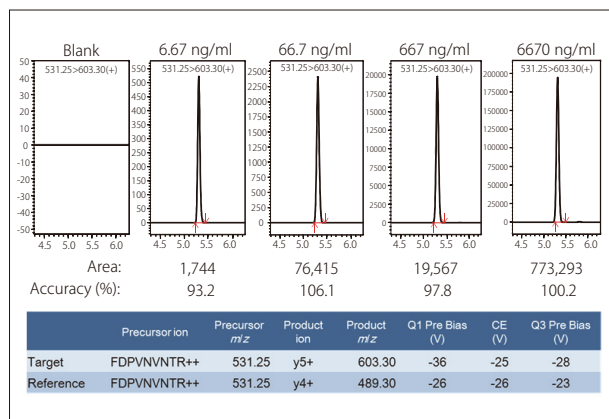 Blank 6.67 ng/ml 66.7 ng/ml 667 ng/ml 6670 ng/ml
531.25>603.30(+) 531.25>603.30(+) 531.25>603.30(+) 531.25>603.30(+) 531.25>603.30(+)
50 40 30 20 10 0 -10 -20 -30 -40 -50
550 500 450 400 350 300 250 200 150 100 50 0
2500 2250 2000 1750 1500 1250 1000 750 500 250 0
20000 17500 15000 12500 10000 7500 5000 2500 0
200000 175000 150000 125000 100000 75000 50000 25000 0
4.5 5.0 5.5 6.0 4.5 5.0 5.5 6.0 4.5 5.0 5.5 6.0 4.5 5.0 5.5 6.0 4.5 5.0 5.5 6.0
Area: 1,744 76,415 19,567 773,293
Accuracy (%): 93.2 106.1 97.8 100.2
Precursor ion Precursor m/z Product ion Product m/z Q1 Pre Bias (V) CE (V) Q3 Pre Bias (V)
Target FDPVNVNTR++ 531.25 y5+ 603.30 -36 -25 -28
Reference FDPVNVNTR++ 531.25 y4+ 489.30 -26 -26 -23